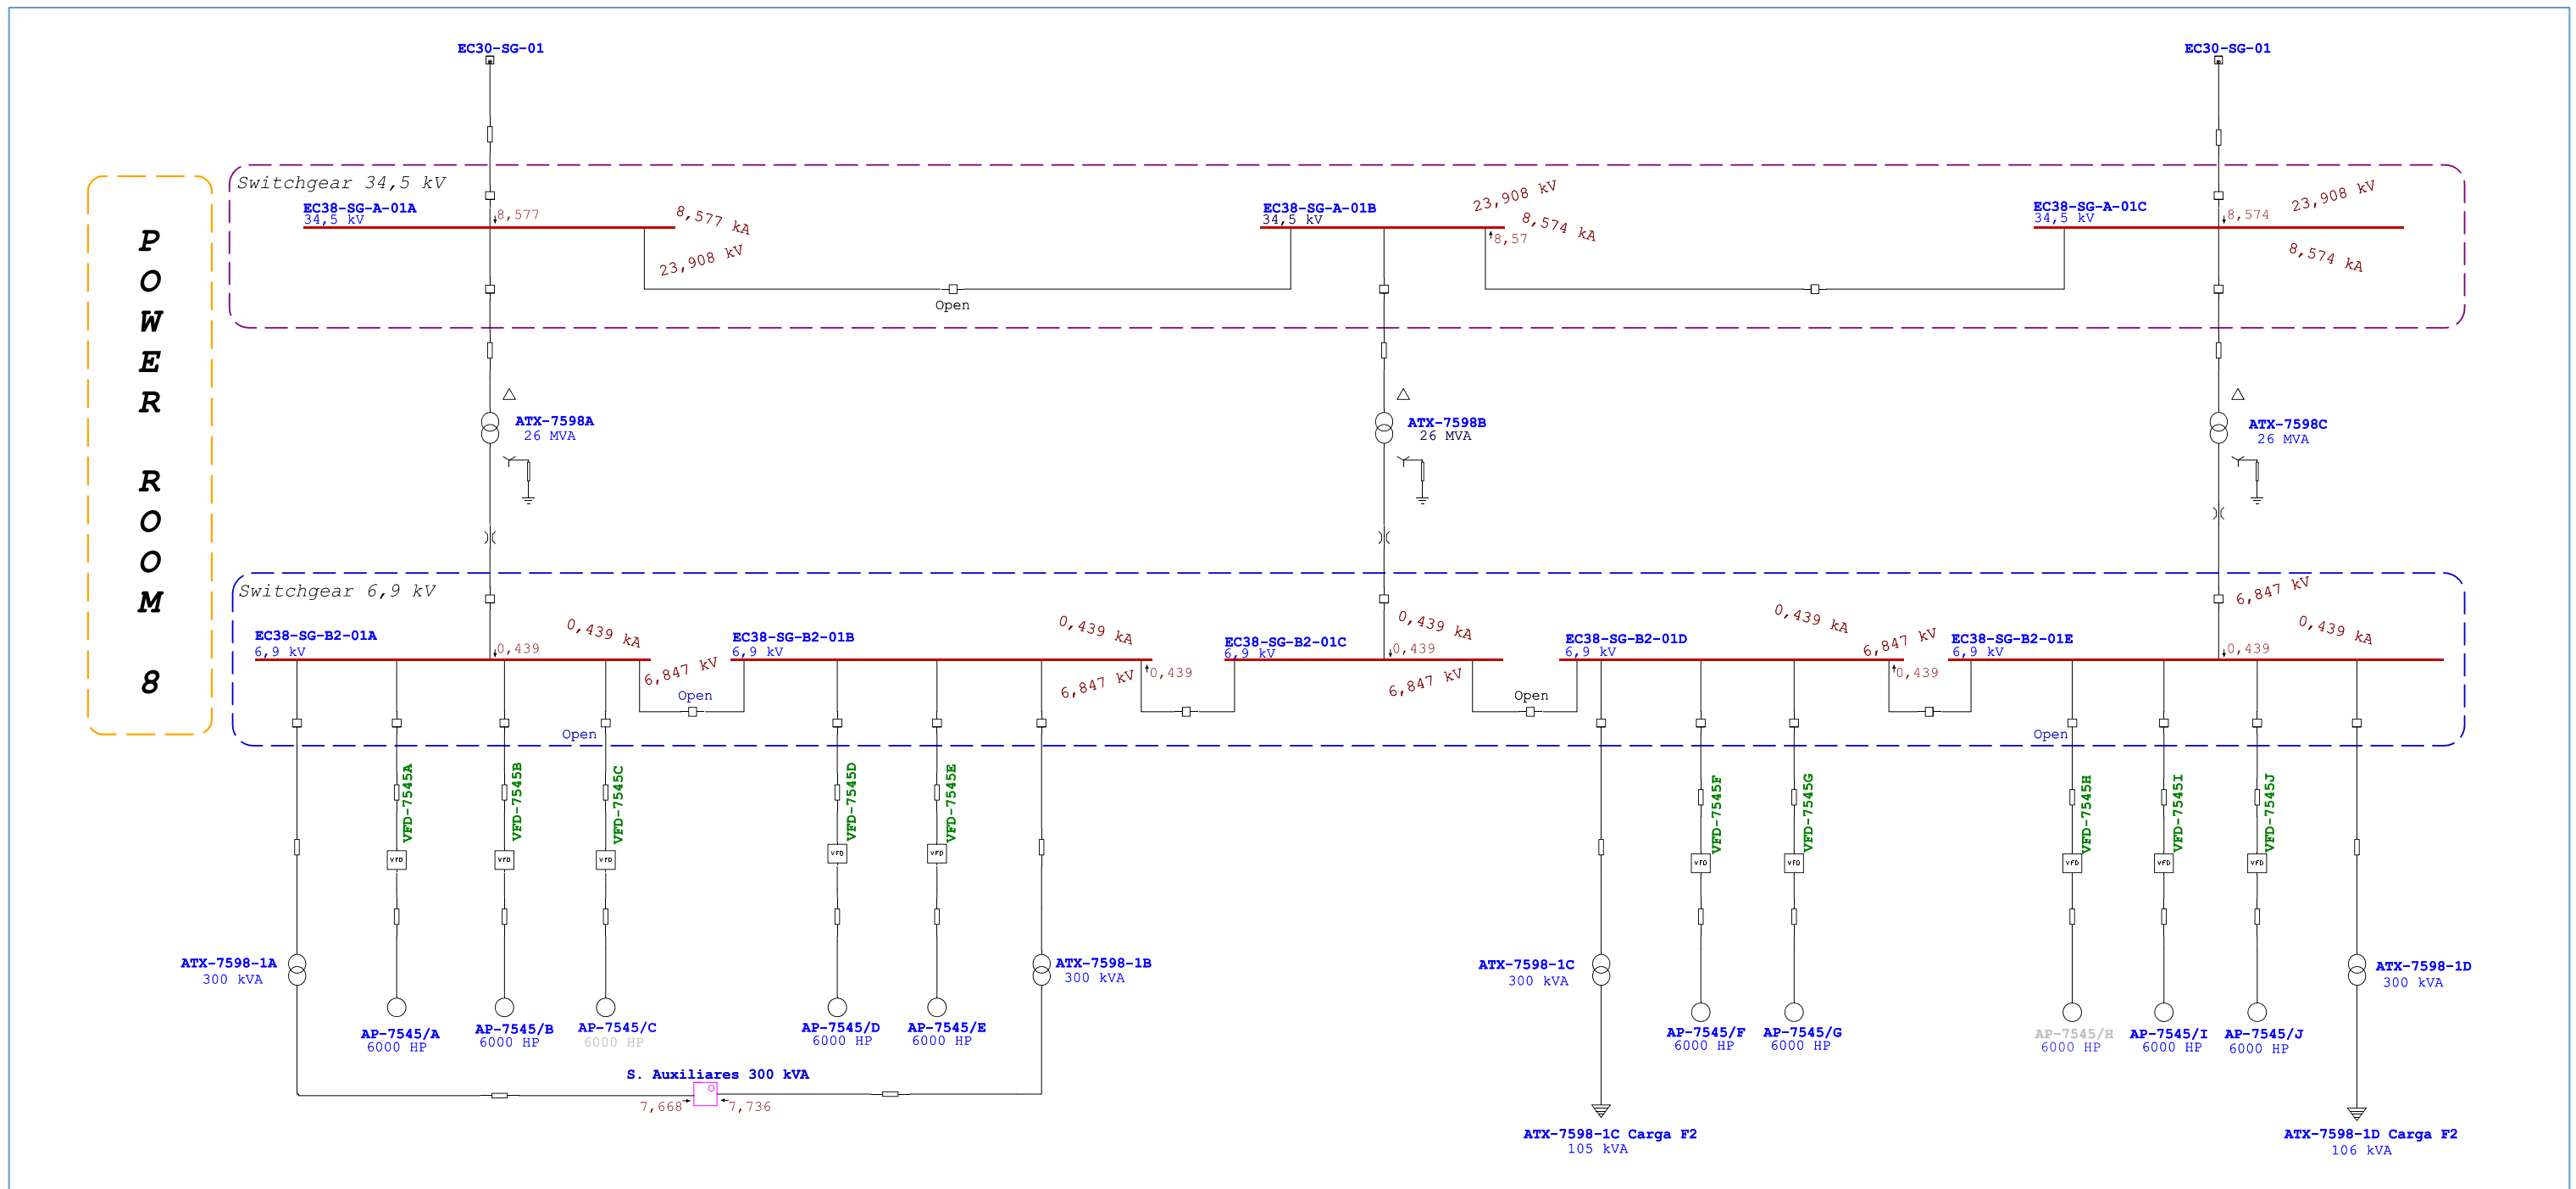 EC30-SG-01
EC30-SG-01
Switchgear 34,5 kV
EC38-SG-A-01A
34,5 kV
8,577
8,577 kA
23,908 kV
EC38-SG-A-01B
34,5 kV
23,908 kV
8,574 kA
8,57
EC38-SG-A-01C
34,5 kV
8,574
23,908 kV
8,574 kA
Open
POWER ROOM 8
ATX-7598A
26 MVA
ATX-7598B
26 MVA
ATX-7598C
26 MVA
Switchgear 6,9 kV
EC38-SG-B2-01A
6,9 kV
0,439
0,439 kA
6,847 kV
EC38-SG-B2-01B
6,9 kV
0,439 kA
6,847 kV
0,439
EC38-SG-B2-01C
6,9 kV
0,439 kA
0,439
6,847 kV
EC38-SG-B2-01D
6,9 kV
0,439 kA
6,847 kV
0,439
EC38-SG-B2-01E
6,9 kV
6,847 kV
0,439 kA
0,439
Open
Open
Open
Open
VFD-7545A
VFD-7545B
VFD-7545C
VFD-7545D
VFD-7545E
VFD-7545F
VFD-7545G
VFD-7545H
VFD-7545I
VFD-7545J
VFD
VFD
VFD
VFD
VFD
VFD
VFD
VFD
VFD
VFD
ATX-7598-1A
300 kVA
ATX-7598-1B
300 kVA
ATX-7598-1C
300 kVA
ATX-7598-1D
300 kVA
AP-7545/A
6000 HP
AP-7545/B
6000 HP
AP-7545/C
6000 HP
AP-7545/D
6000 HP
AP-7545/E
6000 HP
AP-7545/F
6000 HP
AP-7545/G
6000 HP
AP-7545/H
6000 HP
AP-7545/I
6000 HP
AP-7545/J
6000 HP
S. Auxiliares 300 kVA
7,668
7,736
ATX-7598-1C Carga F2
105 kVA
ATX-7598-1D Carga F2
106 kVA